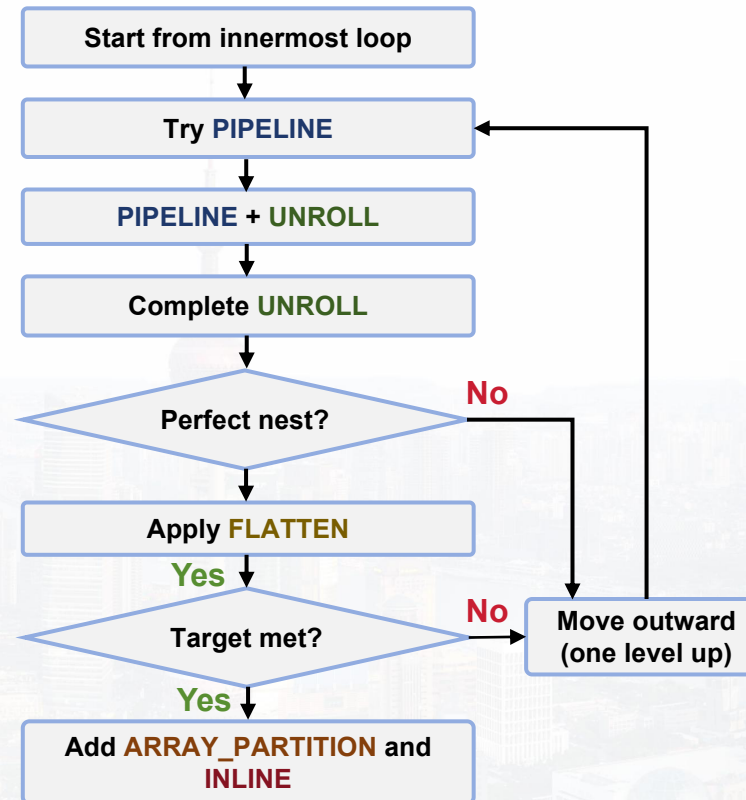 Start from innermost loop
Try PIPELINE
PIPELINE + UNROLL
Complete UNROLL
Perfect nest?
No
Apply FLATTEN
Yes
Target met?
No
Move outward
(one level up)
Yes
Add ARRAY_PARTITION and
INLINE